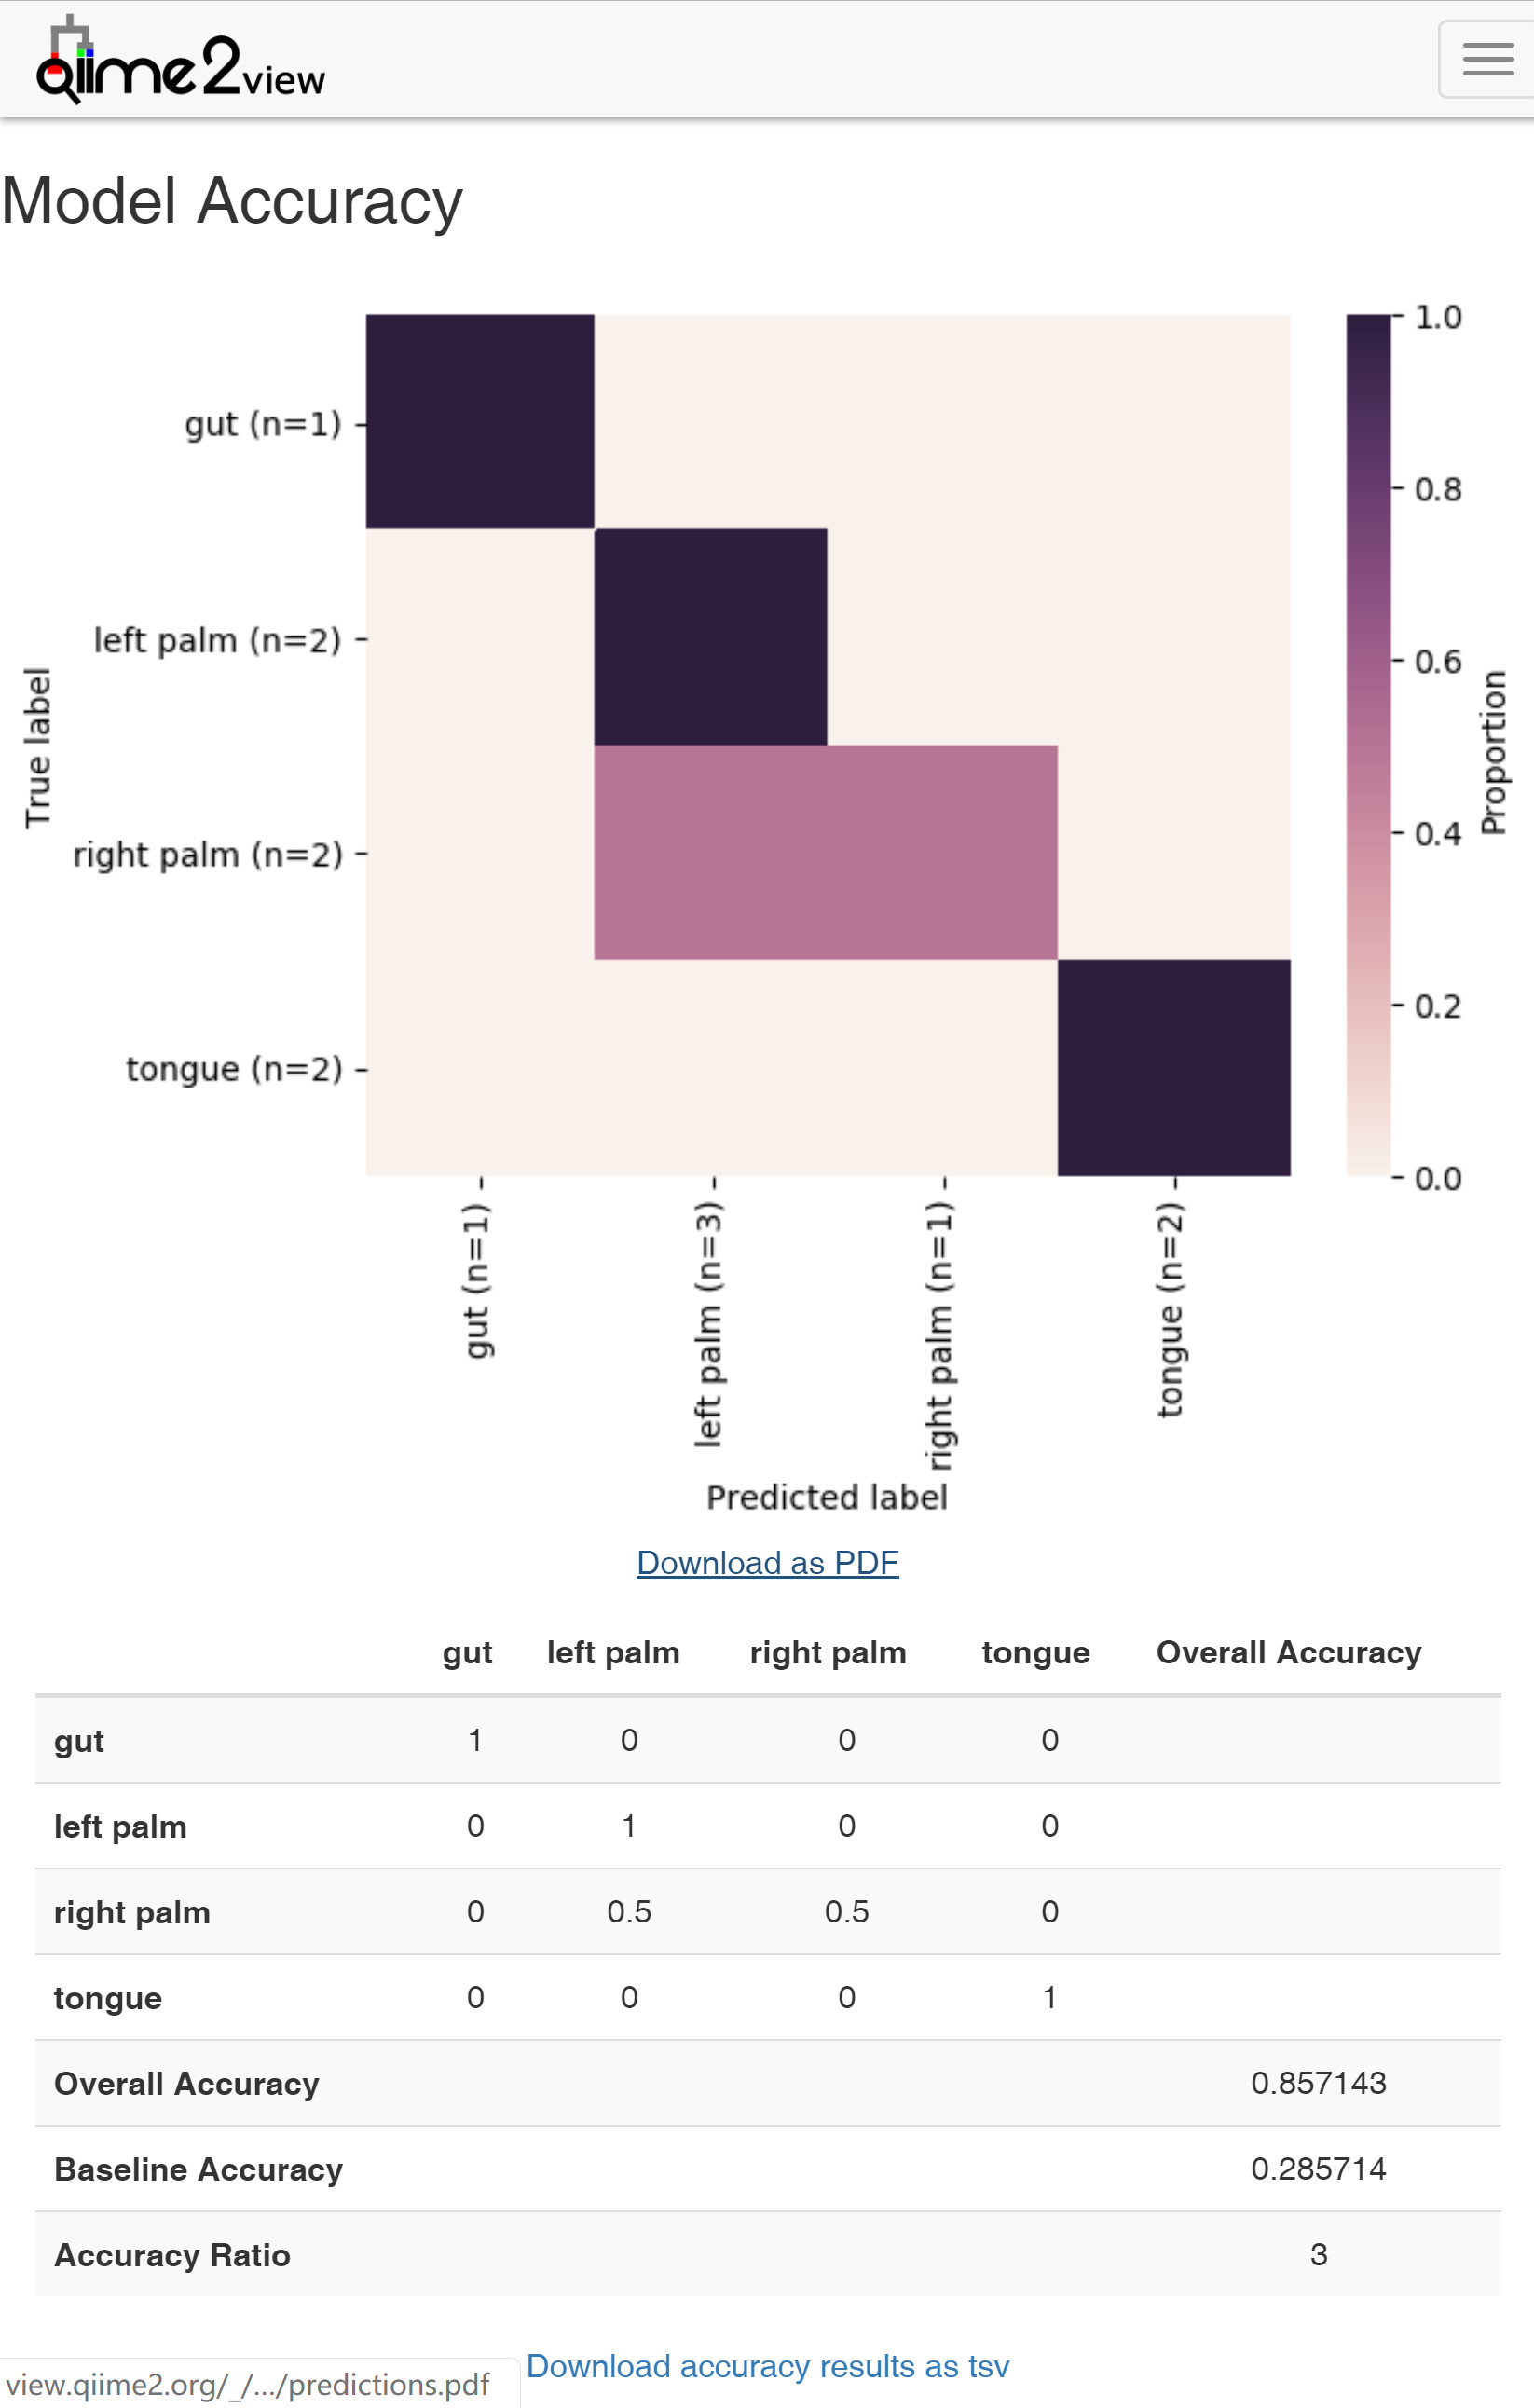 qiime2view
Model Accuracy
1.0
gut (n=1)
0.8
left palm (n=2)
0.6
True label
Proportion
right palm (n=2)
0.4
0.2
tongue (n=2)
0.0
gut (n=1)
left palm (n=3)
right palm (n=1)
tongue (n=2)
Predicted label
Download as PDF
gut left palm right palm tongue Overall Accuracy
gut 1 0 0 0
left palm 0 1 0 0
right palm 0 0.5 0.5 0
tongue 0 0 0 1
Overall Accuracy 0.857143
Baseline Accuracy 0.285714
Accuracy Ratio 3
Download accuracy results as tsv
view.qiime2.org/_/.../predictions.pdf